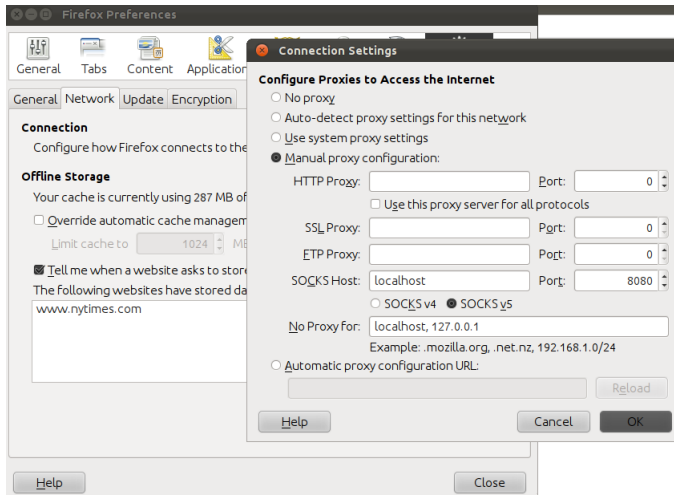 Firefox Preferences
General Tabs Content Application
General Network Update Encryption
Connection
Configure how Firefox connects to the
Offline Storage
Your cache is currently using 287 MB of
Override automatic cache managem
Limit cache to 1024 ME
Tell me when a website asks to store
The following websites have stored da
www.nytimes.com
Help Close
Connection Settings
Configure Proxies to Access the Internet
No proxy
Auto-detect proxy settings for this network
Use system proxy settings
Manual proxy configuration:
HTTP Proxy: Port: 0
Use this proxy server for all protocols
SSL Proxy: Port: 0
FTP Proxy: Port: 0
SOCKS Host: localhost Port: 8080
SOCKS v4 SOCKS v5
No Proxy for: localhost, 127.0.0.1
Example: .mozilla.org, .net.nz, 192.168.1.0/24
Automatic proxy configuration URL:
Reload
Help Cancel OK